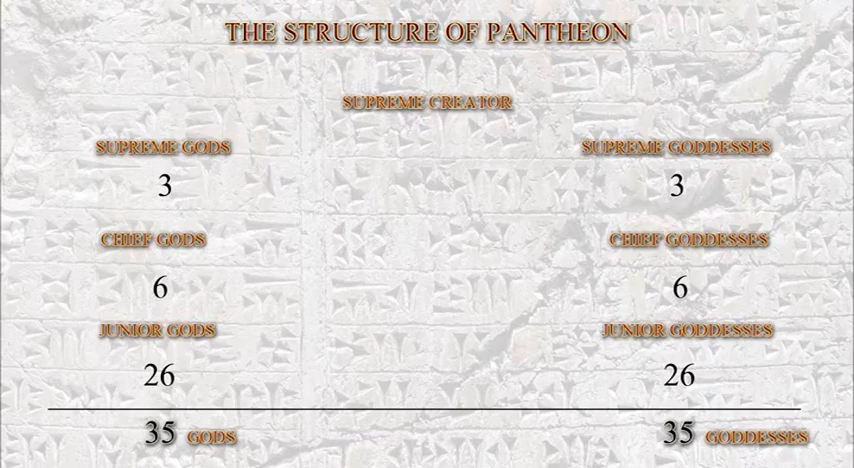 THE STRUCTURE OF PANTHEON
SUPREME CREATOR
SUPREME GODS SUPREME GODDESSES
3 3
CHIEF GODS CHIEF GODDESSES
6 6
JUNIOR GODS JUNIOR GODDESSES
26 26
35 GODS 35 GODDESSES